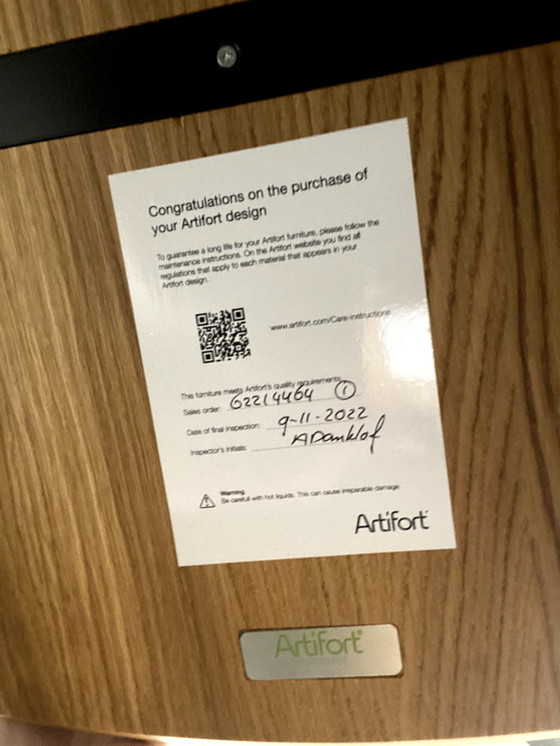 Congratulations on the purchase of
your Artifort design
To guarantee a long life for your Artifort furniture, please follow the
maintenance instructions. On the Artifort website you find all
regulations that apply to each material that appears in your
Artifort design.
www.artifort.com/Care-instructions
This furniture meets Artifort's quality requirements
Sales order: 62214464 1
Date of final inspection: 9-11-2022
Inspector's initials:
Warning
Be careful with hot liquids. This can cause irreparable damage.
Artifort
Artifort